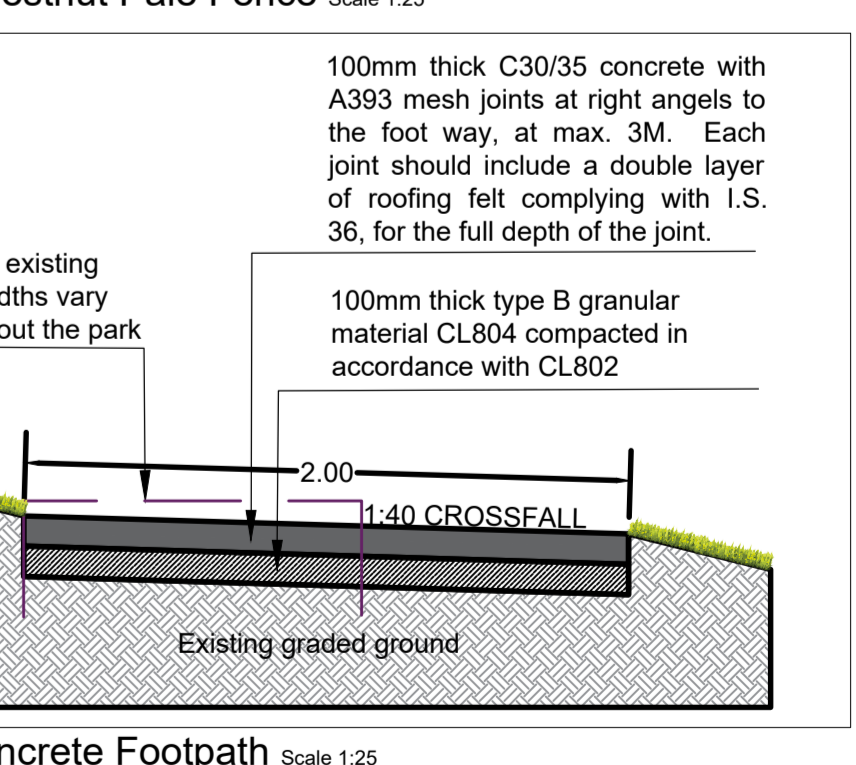 Scale 1:25
100mm thick C30/35 concrete with
A393 mesh joints at right angels to
the foot way, at max. 3M. Each
joint should include a double layer
of roofing felt complying with I.S.
36, for the full depth of the joint.
existing
dths vary
out the park
100mm thick type B granular
material CL804 compacted in
accordance with CL802
2.00
1:40 CROSSFALL
Existing graded ground
ncrete Footpath Scale 1:25